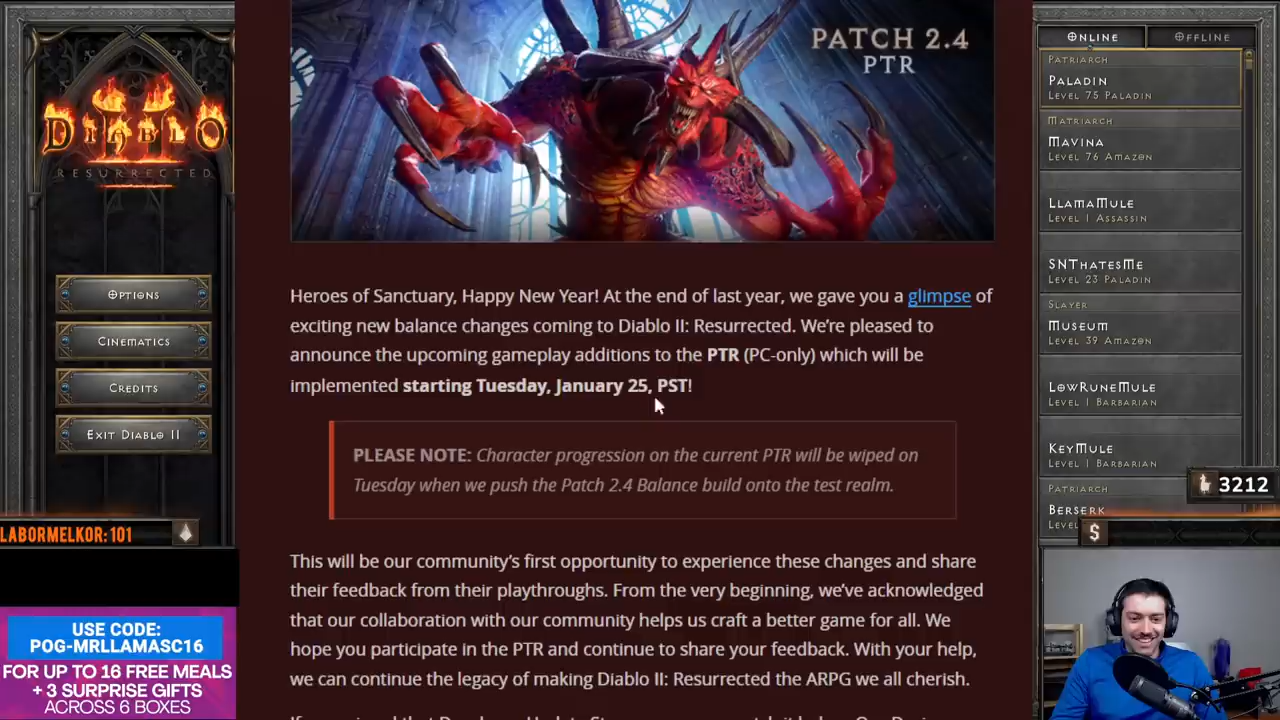 DIABLO
II
RESURRECTED
OPTIONS
CINEMATICS
CREDITS
EXIT DIABLO II
LABORMELKOR: 101
USE CODE:
POG-MRLLAMASC16
FOR UP TO 16 FREE MEALS
+ 3 SURPRISE GIFTS
ACROSS 6 BOXES
PATCH 2.4
PTR
Heroes of Sanctuary, Happy New Year! At the end of last year, we gave you a glimpse of
exciting new balance changes coming to Diablo II: Resurrected. We’re pleased to
announce the upcoming gameplay additions to the PTR (PC-only) which will be
implemented starting Tuesday, January 25, PST!
PLEASE NOTE: Character progression on the current PTR will be wiped on
Tuesday when we push the Patch 2.4 Balance build onto the test realm.
This will be our community’s first opportunity to experience these changes and share
their feedback from their playthroughs. From the very beginning, we’ve acknowledged
that our collaboration with our community helps us craft a better game for all. We
hope you participate in the PTR and continue to share your feedback. With your help,
we can continue the legacy of making Diablo II: Resurrected the ARPG we all cherish.
ONLINE
OFFLINE
PATRIARCH
PALADIN
LEVEL 75 PALADIN
MATRIARCH
MAVINA
LEVEL 76 AMAZON
LLAMAMULE
LEVEL 1 ASSASSIN
SNTHATESME
LEVEL 23 PALADIN
SLAYER
MUSEUM
LEVEL 39 AMAZON
LOWRUNEMULE
LEVEL 1 BARBARIAN
KEYMULE
LEVEL 1 BARBARIAN
PATRIARCH
BERSERK
LEVEL
3212
$